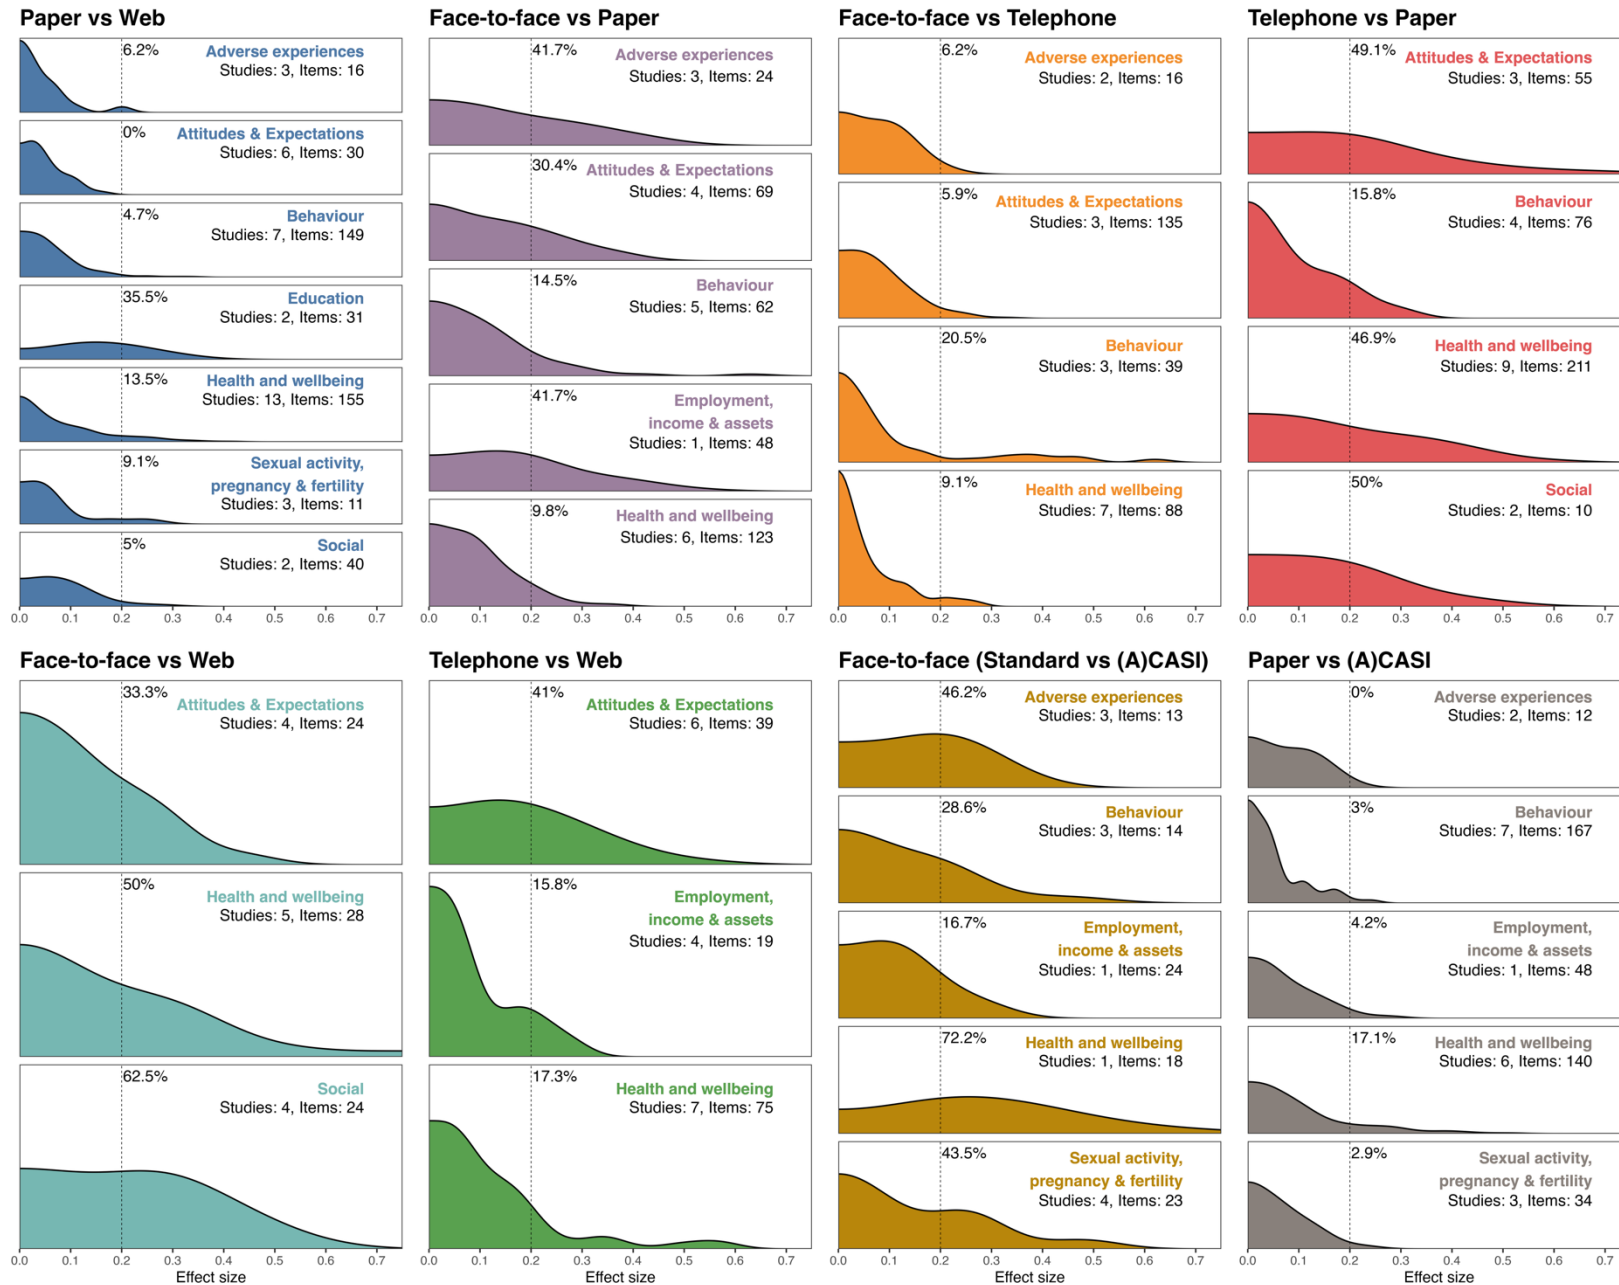 Paper vs Web
6.2%
Adverse experiences
Studies: 3, Items: 16
0%
Attitudes & Expectations
Studies: 6, Items: 30
4.7%
Behaviour
Studies: 7, Items: 149
35.5%
Education
Studies: 2, Items: 31
13.5%
Health and wellbeing
Studies: 13, Items: 155
9.1%
Sexual activity,
pregnancy & fertility
Studies: 3, Items: 11
5%
Social
Studies: 2, Items: 40
0.0 0.1 0.2 0.3 0.4 0.5 0.6 0.7
Face-to-face vs Paper
41.7%
Adverse experiences
Studies: 3, Items: 24
30.4%
Attitudes & Expectations
Studies: 4, Items: 69
14.5%
Behaviour
Studies: 5, Items: 62
41.7%
Employment,
income & assets
Studies: 1, Items: 48
9.8%
Health and wellbeing
Studies: 6, Items: 123
0.0 0.1 0.2 0.3 0.4 0.5 0.6 0.7
Face-to-face vs Telephone
6.2%
Adverse experiences
Studies: 2, Items: 16
5.9%
Attitudes & Expectations
Studies: 3, Items: 135
20.5%
Behaviour
Studies: 3, Items: 39
9.1%
Health and wellbeing
Studies: 7, Items: 88
0.0 0.1 0.2 0.3 0.4 0.5 0.6 0.7
Telephone vs Paper
49.1%
Attitudes & Expectations
Studies: 3, Items: 55
15.8%
Behaviour
Studies: 4, Items: 76
46.9%
Health and wellbeing
Studies: 9, Items: 211
50%
Social
Studies: 2, Items: 10
0.0 0.1 0.2 0.3 0.4 0.5 0.6 0.7
Face-to-face vs Web
33.3%
Attitudes & Expectations
Studies: 4, Items: 24
50%
Health and wellbeing
Studies: 5, Items: 28
62.5%
Social
Studies: 4, Items: 24
0.0 0.1 0.2 0.3 0.4 0.5 0.6 0.7
Effect size
Telephone vs Web
41%
Attitudes & Expectations
Studies: 6, Items: 39
15.8%
Employment,
income & assets
Studies: 4, Items: 19
17.3%
Health and wellbeing
Studies: 7, Items: 75
0.0 0.1 0.2 0.3 0.4 0.5 0.6 0.7
Effect size
Face-to-face (Standard vs (A)CASI)
46.2%
Adverse experiences
Studies: 3, Items: 13
28.6%
Behaviour
Studies: 3, Items: 14
16.7%
Employment,
income & assets
Studies: 1, Items: 24
72.2%
Health and wellbeing
Studies: 1, Items: 18
43.5%
Sexual activity,
pregnancy & fertility
Studies: 4, Items: 23
0.0 0.1 0.2 0.3 0.4 0.5 0.6 0.7
Effect size
Paper vs (A)CASI
0%
Adverse experiences
Studies: 2, Items: 12
3%
Behaviour
Studies: 7, Items: 167
4.2%
Employment,
income & assets
Studies: 1, Items: 48
17.1%
Health and wellbeing
Studies: 6, Items: 140
2.9%
Sexual activity,
pregnancy & fertility
Studies: 3, Items: 34
0.0 0.1 0.2 0.3 0.4 0.5 0.6 0.7
Effect size